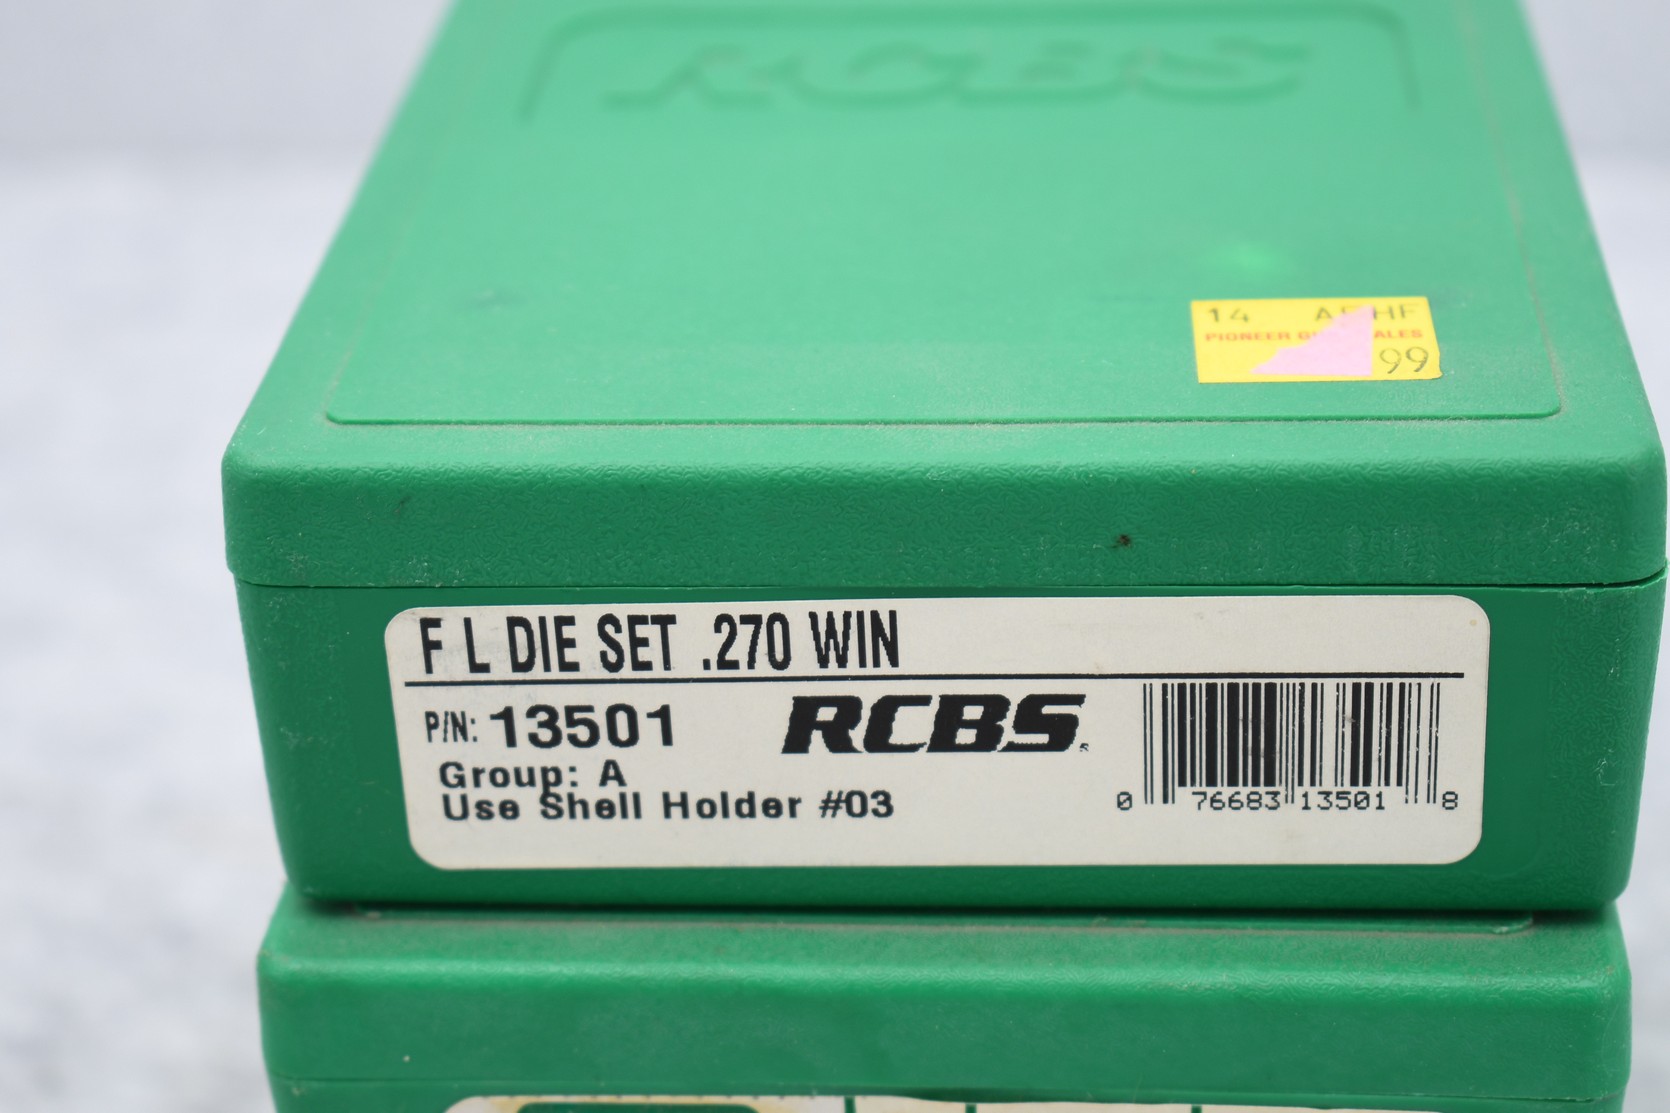 RCBS
14
PIONEER
ALES
99
F L DIE SET .270 WIN
P/N: 13501
RCBS
Group: A
Use Shell Holder #03
0 76683 13501 8